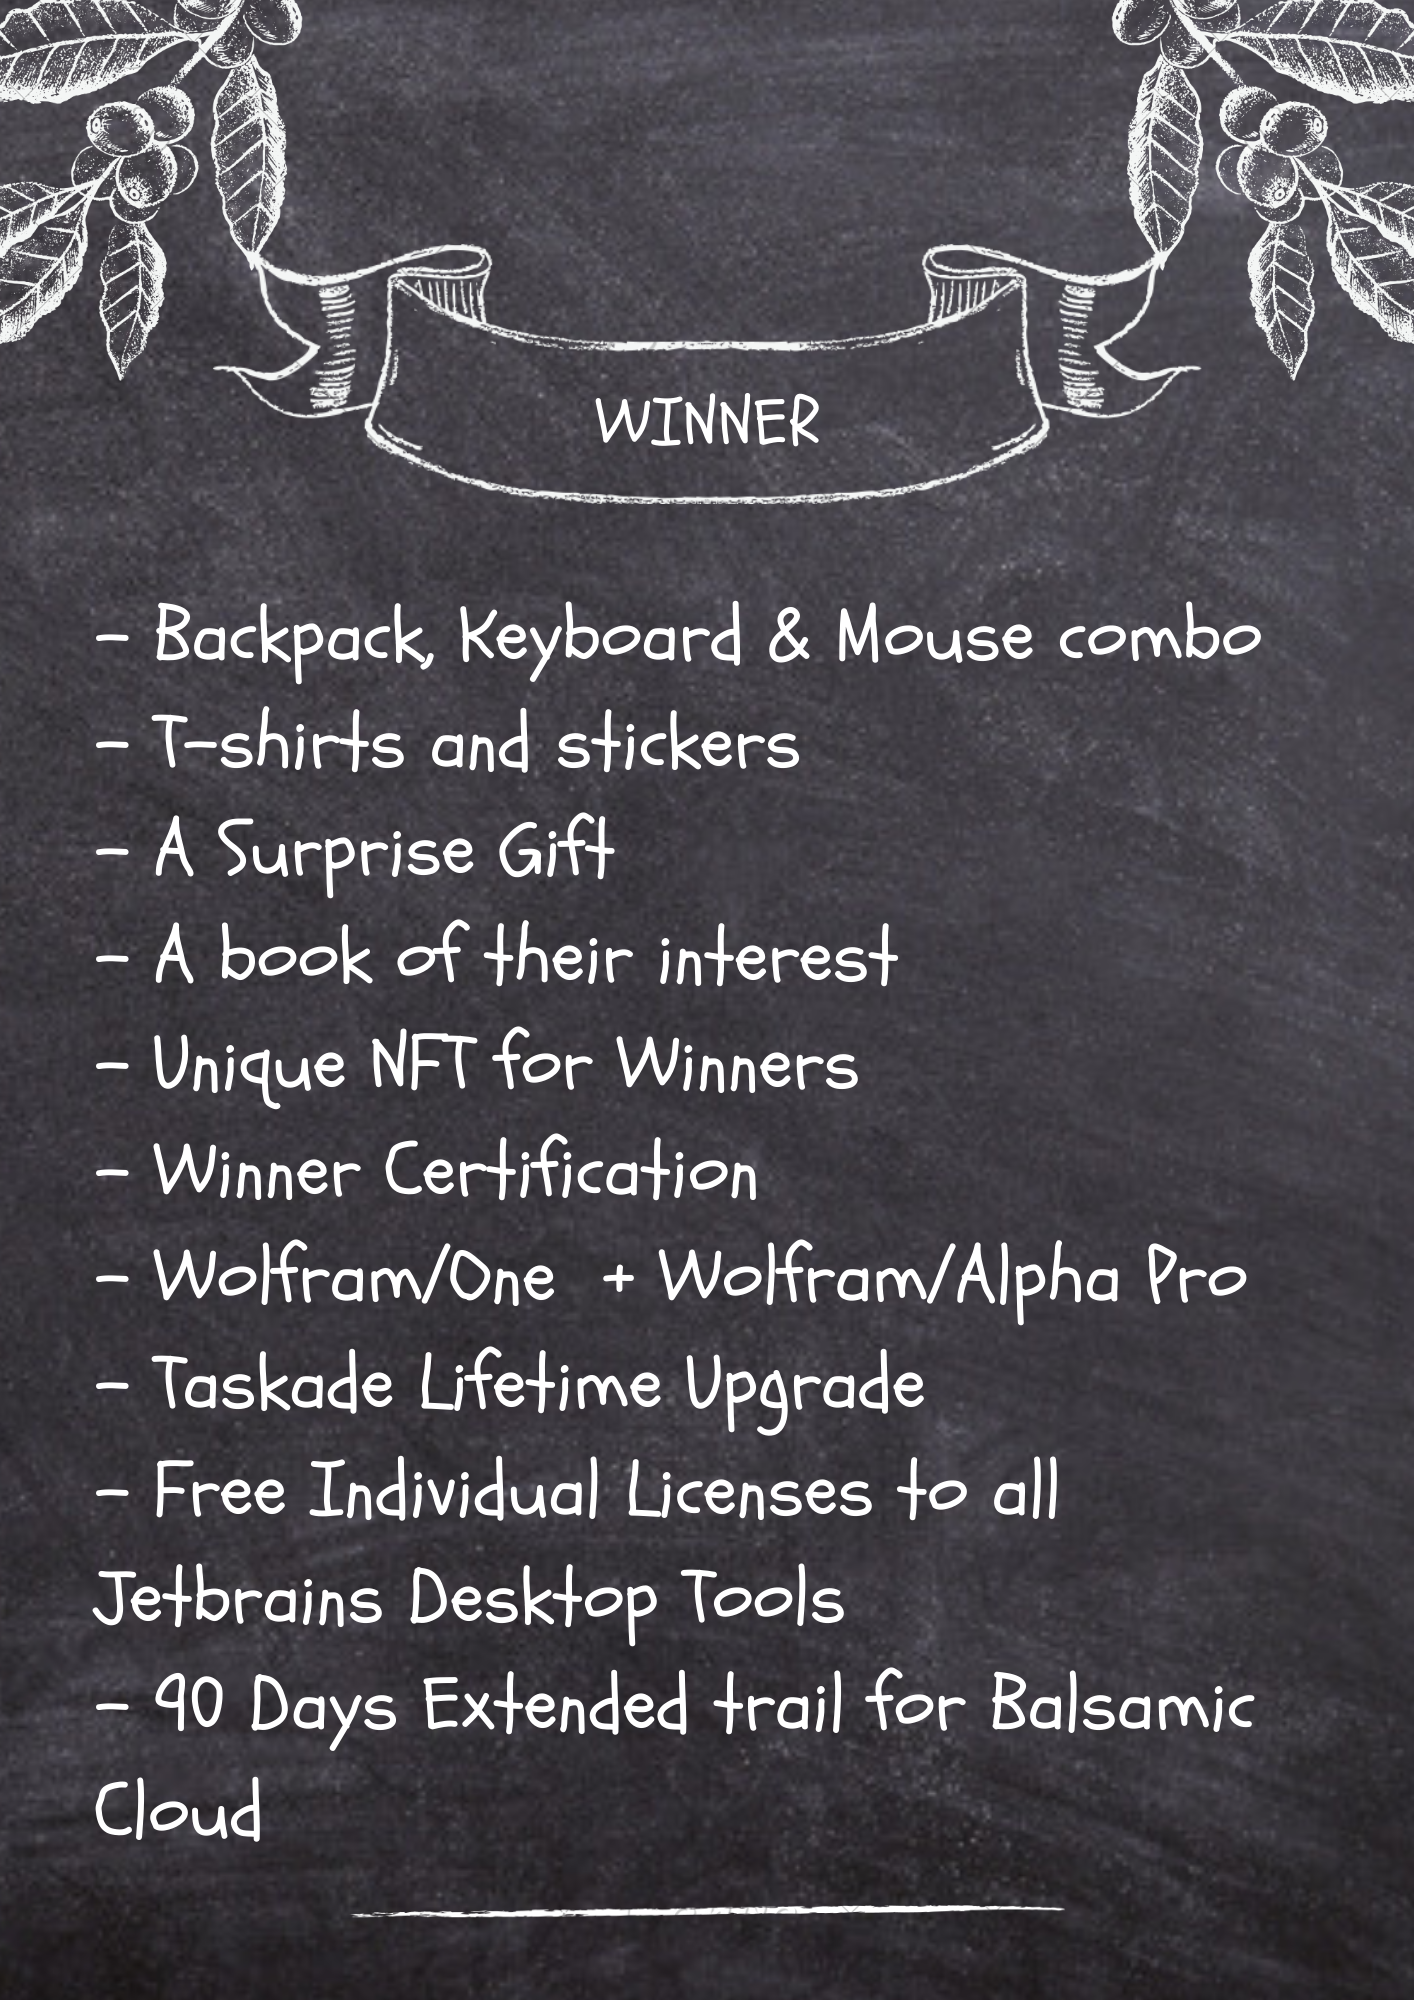 WINNER
- Backpack, Keyboard & Mouse combo
- T-shirts and stickers
- A Surprise Gift
- A book of their interest
- Unique NFT for Winners
- Winner Certification
- Wolfram/One + Wolfram/Alpha Pro
- Taskade Lifetime Upgrade
- Free Individual Licenses to all
Jetbrains Desktop Tools
- 90 Days Extended trail for Balsamic
Cloud